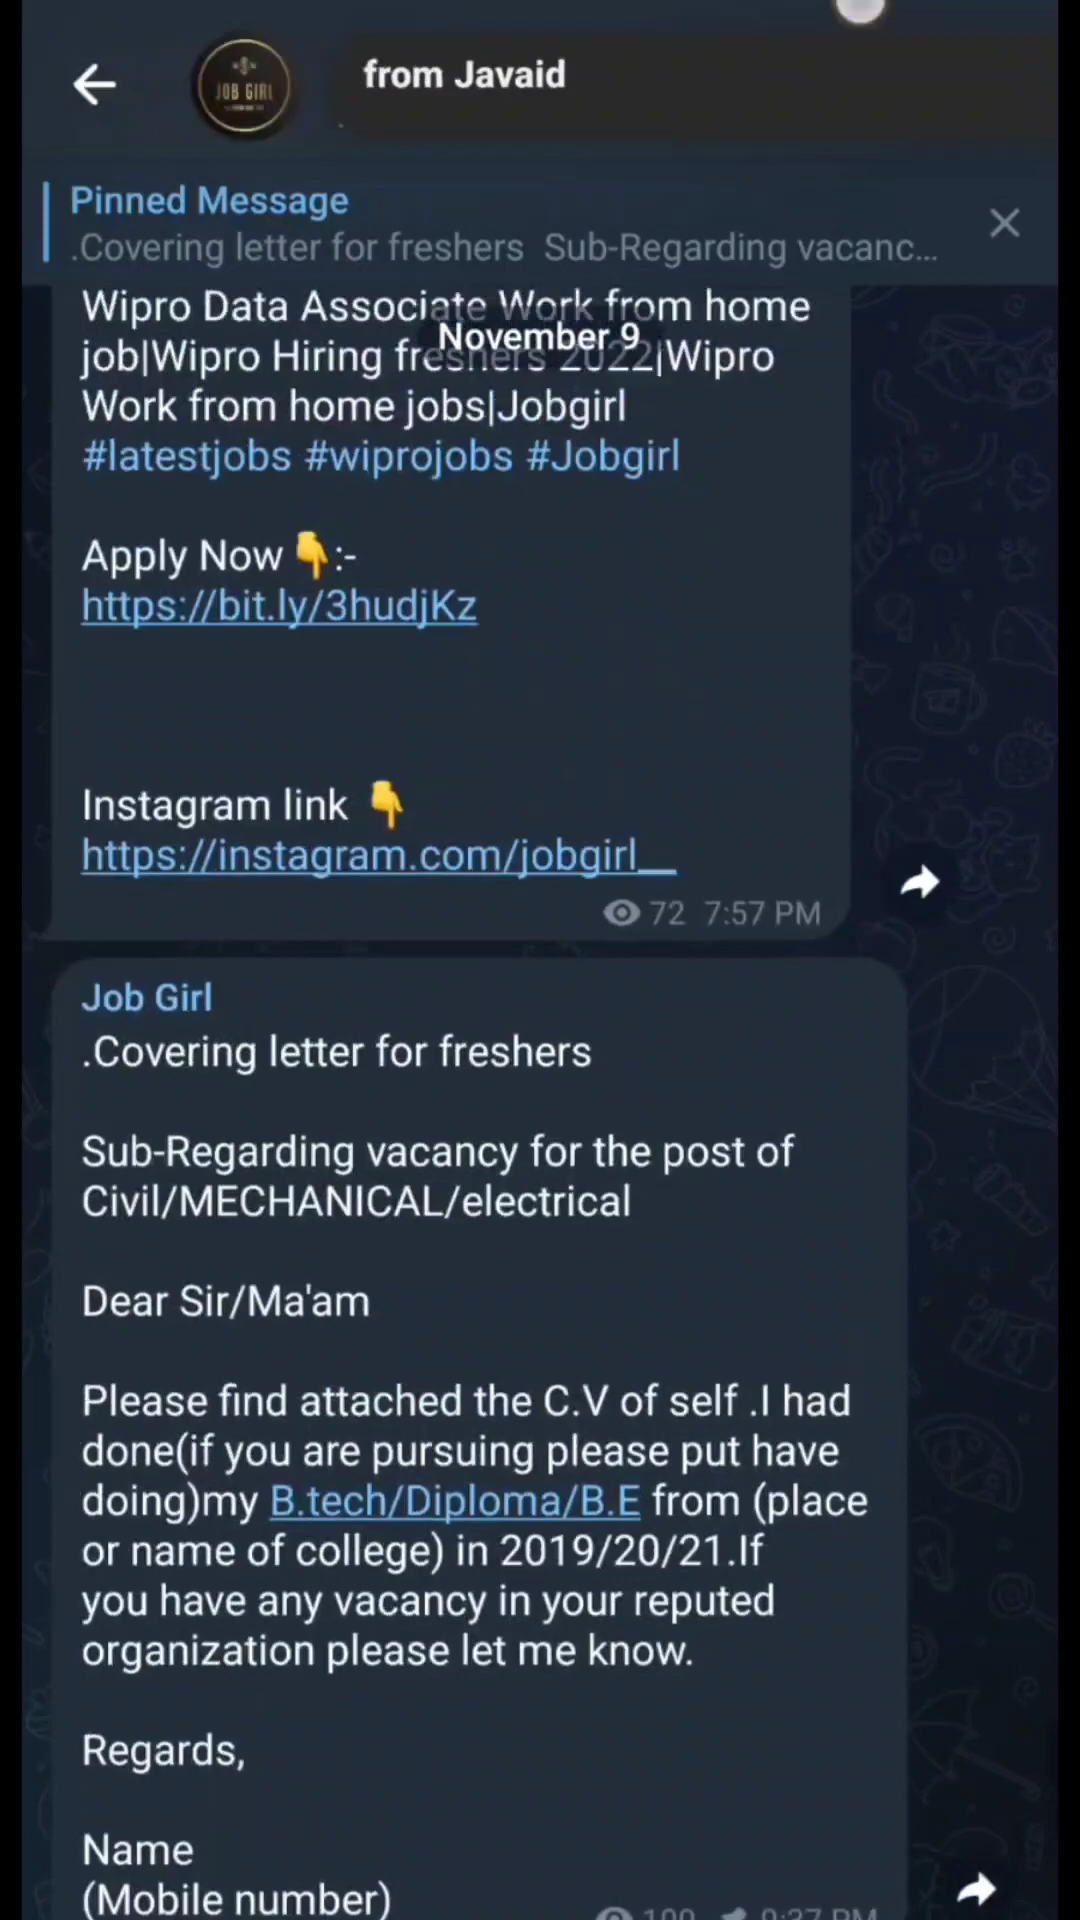 JOB GIRL
from Javaid
Pinned Message
.Covering letter for freshers Sub-Regarding vacanc...
Wipro Data Associate Work from home
November 9
job|Wipro Hiring freshers 2022|Wipro
Work from home jobs|Jobgirl
#latestjobs #wiprojobs #Jobgirl
Apply Now 👇:-
https://bit.ly/3hudjKz
Instagram link 👇
https://instagram.com/jobgirl__
72 7:57 PM
Job Girl
.Covering letter for freshers
Sub-Regarding vacancy for the post of
Civil/MECHANICAL/electrical
Dear Sir/Ma'am
Please find attached the C.V of self .I had
done(if you are pursuing please put have
doing)my B.tech/Diploma/B.E from (place
or name of college) in 2019/20/21.If
you have any vacancy in your reputed
organization please let me know.
Regards,
Name
(Mobile number)